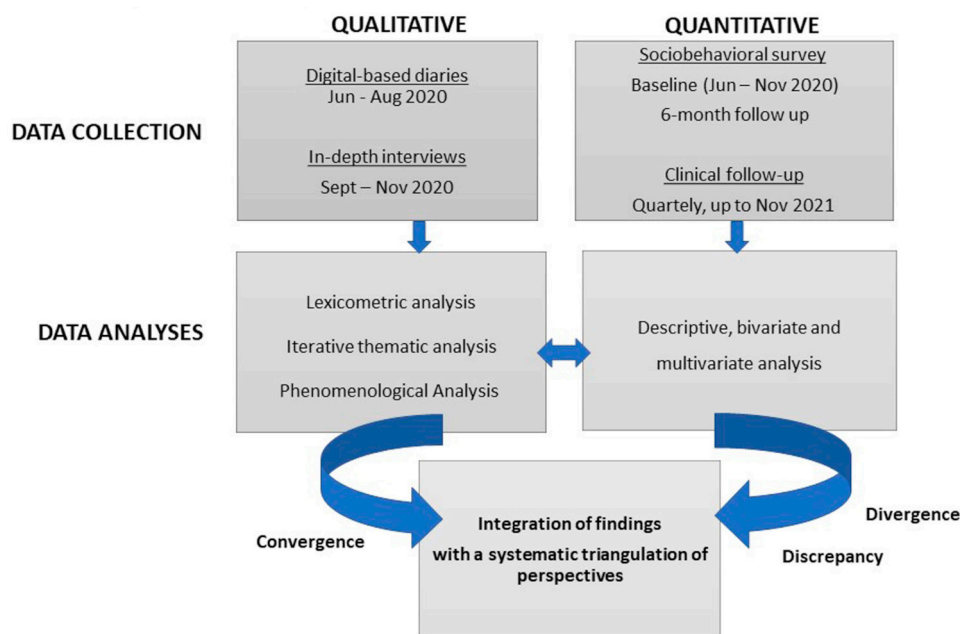 QUALITATIVE
QUANTITATIVE
DATA COLLECTION
Digital-based diaries
Jun - Aug 2020
In-depth interviews
Sept – Nov 2020
Sociobehavioral survey
Baseline (Jun – Nov 2020)
6-month follow up
Clinical follow-up
Quartely, up to Nov 2021
DATA ANALYSES
Lexicometric analysis
Iterative thematic analysis
Phenomenological Analysis
Descriptive, bivariate and
multivariate analysis
Convergence
Integration of findings
with a systematic triangulation of
perspectives
Divergence
Discrepancy